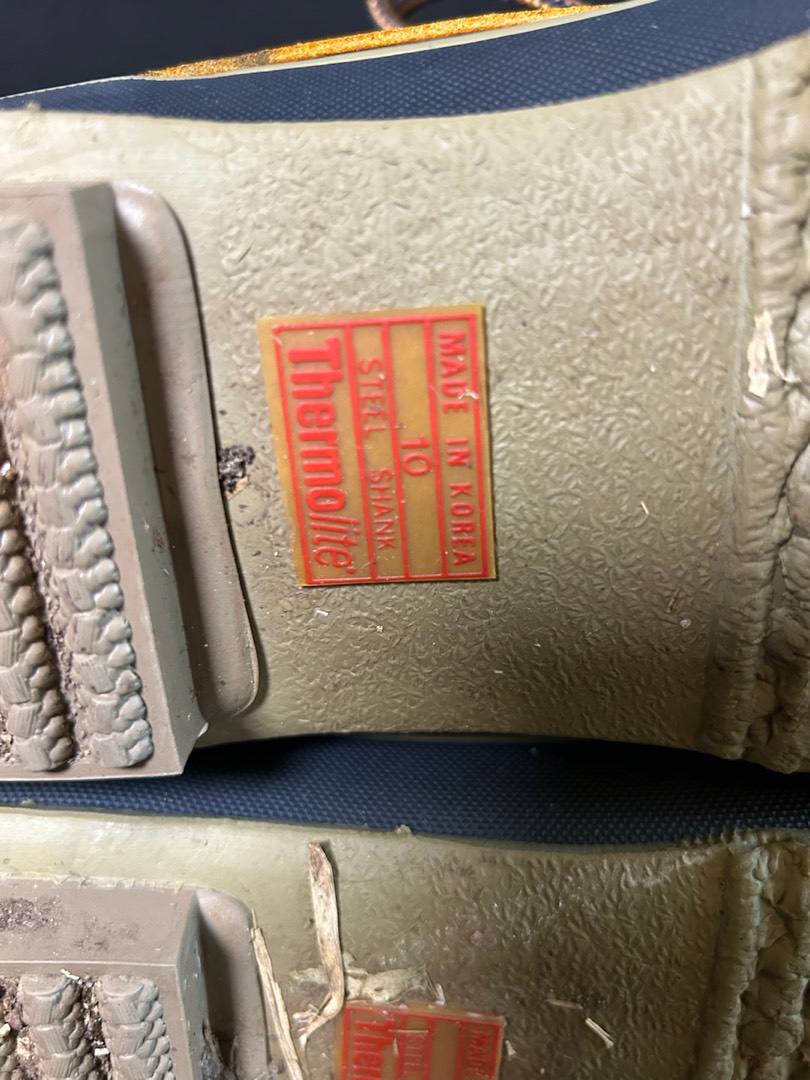 MADE IN KOREA
10
STEEL SHANK
Thermolite®